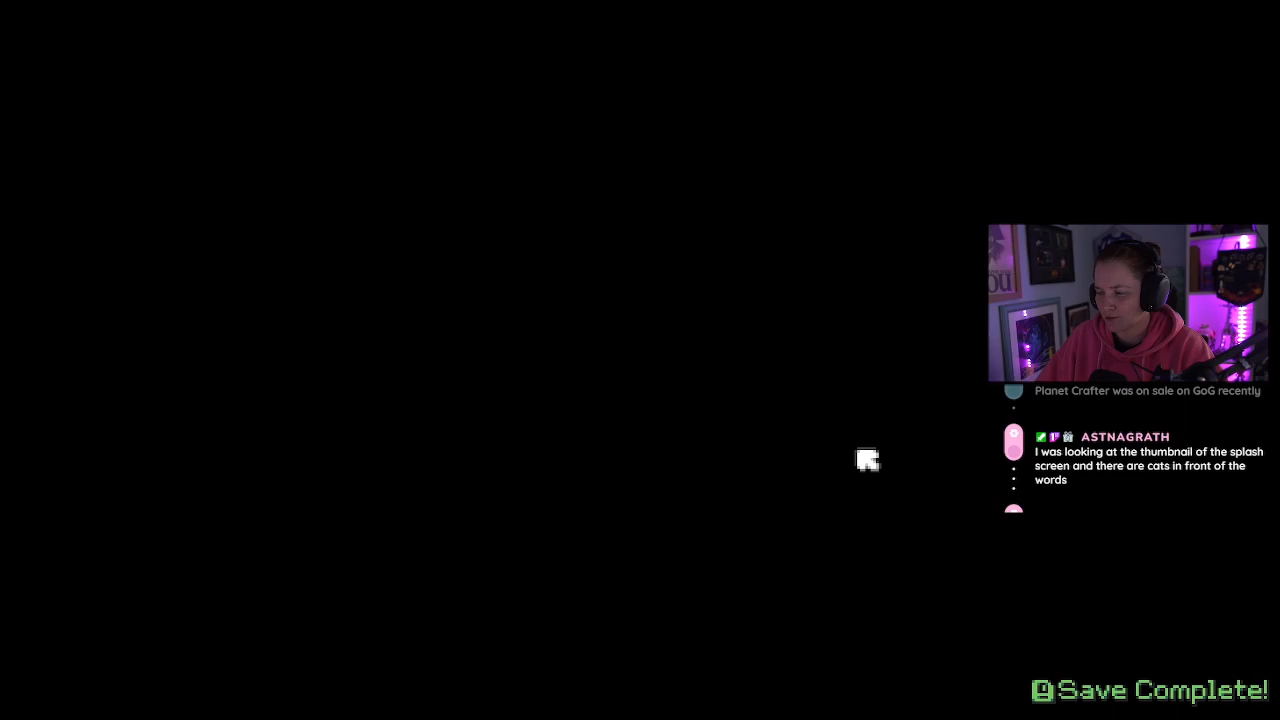 OU
Planet Crafter was on sale on GoG recently
ASTNAGRATH
I was looking at the thumbnail of the splash
screen and there are cats in front of the
words
Save Complete!